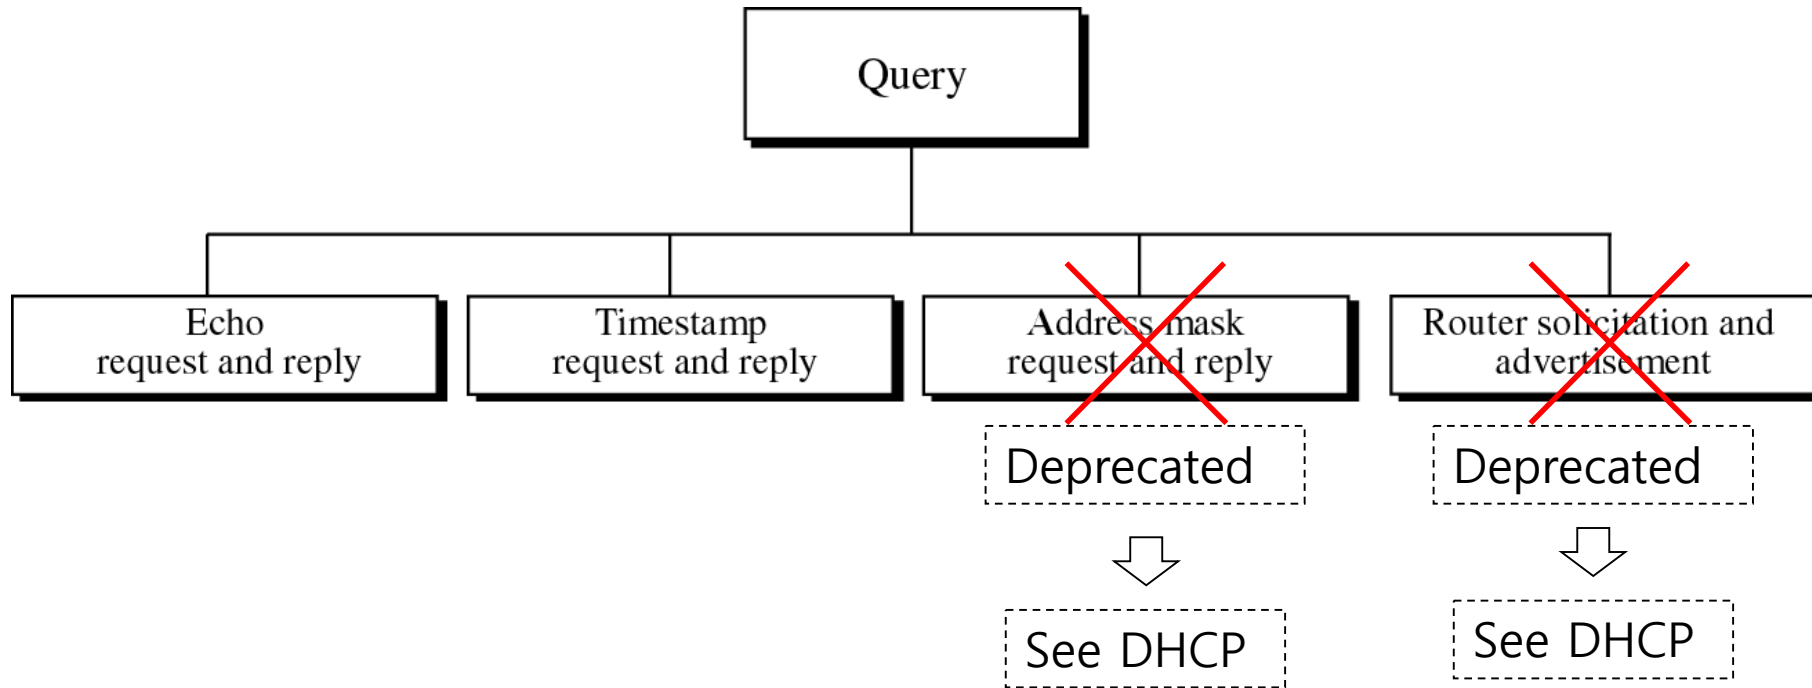 Query
Echo
request and reply
Timestamp
request and reply
Address mask
request and reply
Router solicitation and
advertisement
Deprecated
Deprecated
See DHCP
See DHCP